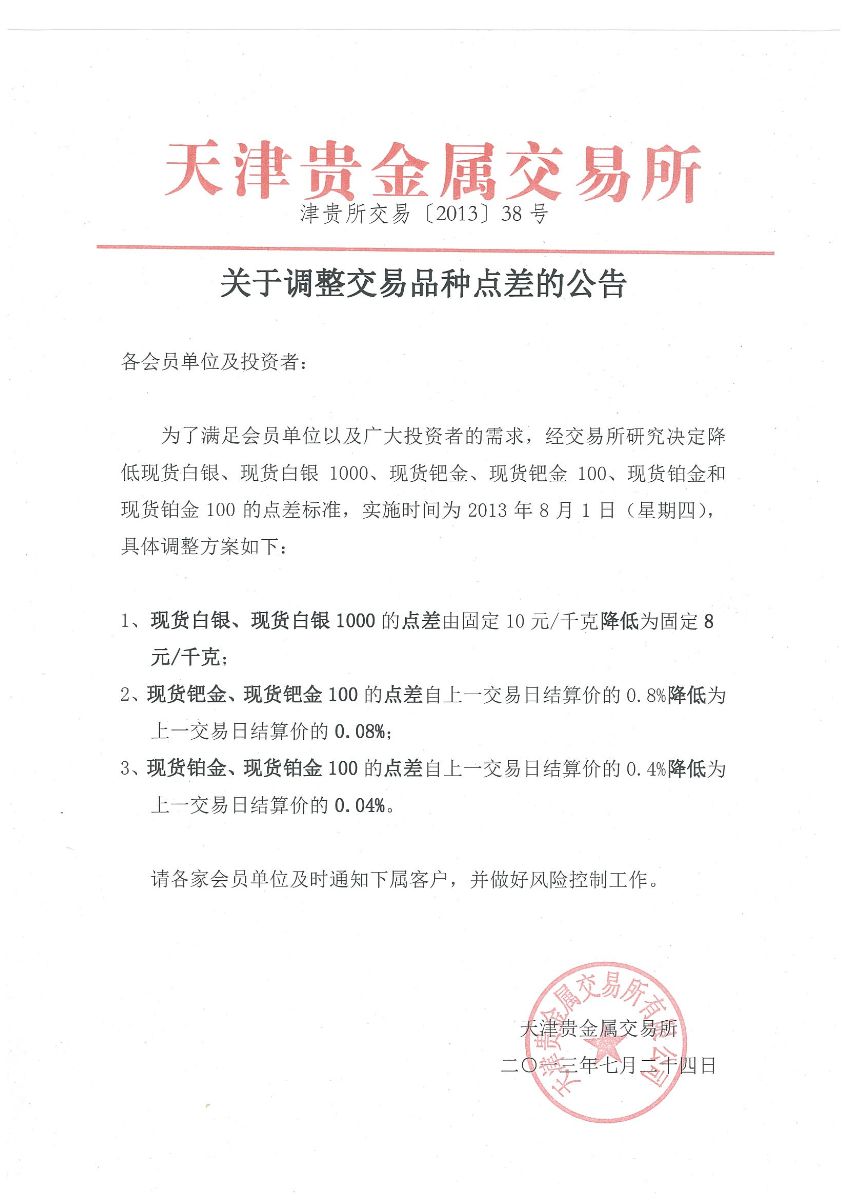 天津贵金属交易所
津贵所交易〔2013〕38 号
关于调整交易品种点差的公告
各会员单位及投资者：
为了满足会员单位以及广大投资者的需求，经交易所研究决定降
低现货白银、现货白银 1000、现货钯金、现货钯金 100、现货铂金和
现货铂金 100 的点差标准，实施时间为 2013 年 8 月 1 日（星期四），
具体调整方案如下：
1、现货白银、现货白银 1000 的点差由固定 10 元/千克降低为固定 8
元/千克；
2、现货钯金、现货钯金 100 的点差自上一交易日结算价的 0.8%降低为
上一交易日结算价的 0.08%；
3、现货铂金、现货铂金 100 的点差自上一交易日结算价的 0.4%降低为
上一交易日结算价的 0.04%。
请各家会员单位及时通知下属客户，并做好风险控制工作。
天津贵金属交易所
二〇一三年七月二十四日
天津贵金属交易所有限公司